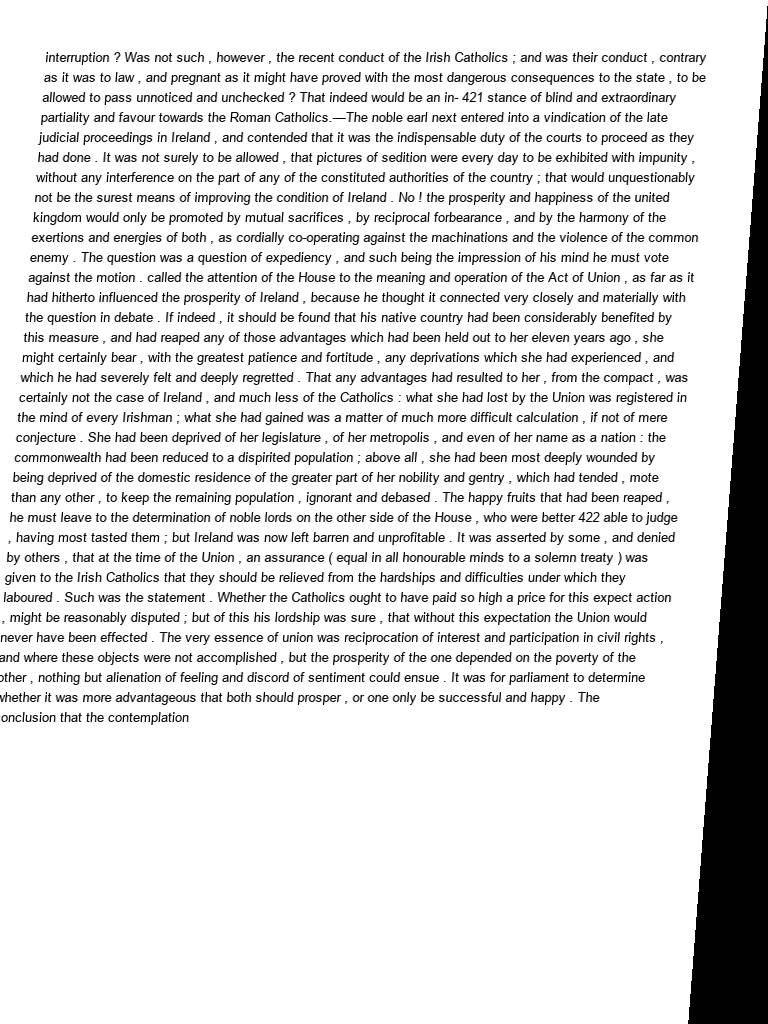 interruption ? Was not such , however , the recent conduct of the Irish Catholics ; and was their conduct , contrary
as it was to law , and pregnant as it might have proved with the most dangerous consequences to the state , to be
allowed to pass unnoticed and unchecked ? That indeed would be an in- 421 stance of blind and extraordinary
partiality and favour towards the Roman Catholics.—The noble earl next entered into a vindication of the late
judicial proceedings in Ireland , and contended that it was the indispensable duty of the courts to proceed as they
had done . It was not surely to be allowed , that pictures of sedition were every day to be exhibited with impunity ,
without any interference on the part of any of the constituted authorities of the country ; that would unquestionably
not be the surest means of improving the condition of Ireland . No ! the prosperity and happiness of the united
kingdom would only be promoted by mutual sacrifices , by reciprocal forbearance , and by the harmony of the
exertions and energies of both , as cordially co-operating against the machinations and the violence of the common
enemy . The question was a question of expediency , and such being the impression of his mind he must vote
against the motion . called the attention of the House to the meaning and operation of the Act of Union , as far as it
had hitherto influenced the prosperity of Ireland , because he thought it connected very closely and materially with
the question in debate . If indeed , it should be found that his native country had been considerably benefited by
this measure , and had reaped any of those advantages which had been held out to her eleven years ago , she
might certainly bear , with the greatest patience and fortitude , any deprivations which she had experienced , and
which he had severely felt and deeply regretted . That any advantages had resulted to her , from the compact , was
certainly not the case of Ireland , and much less of the Catholics : what she had lost by the Union was registered in
the mind of every Irishman ; what she had gained was a matter of much more difficult calculation , if not of mere
conjecture . She had been deprived of her legislature , of her metropolis , and even of her name as a nation : the
commonwealth had been reduced to a dispirited population ; above all , she had been most deeply wounded by
being deprived of the domestic residence of the greater part of her nobility and gentry , which had tended , mote
than any other , to keep the remaining population , ignorant and debased . The happy fruits that had been reaped ,
he must leave to the determination of noble lords on the other side of the House , who were better 422 able to judge
, having most tasted them ; but Ireland was now left barren and unprofitable . It was asserted by some , and denied
by others , that at the time of the Union , an assurance ( equal in all honourable minds to a solemn treaty ) was
given to the Irish Catholics that they should be relieved from the hardships and difficulties under which they
laboured . Such was the statement . Whether the Catholics ought to have paid so high a price for this expect action
, might be reasonably disputed ; but of this his lordship was sure , that without this expectation the Union would
never have been effected . The very essence of union was reciprocation of interest and participation in civil rights ,
and where these objects were not accomplished , but the prosperity of the one depended on the poverty of the
other , nothing but alienation of feeling and discord of sentiment could ensue . It was for parliament to determine
whether it was more advantageous that both should prosper , or one only be successful and happy . The
onclusion that the contemplation